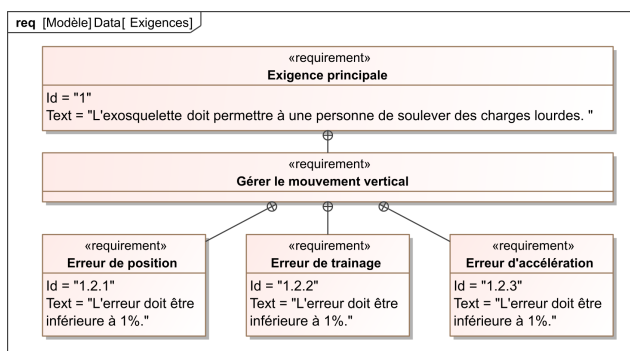 req [Modèle] Data[ Exigences]
«requirement»
Exigence principale
Id = "1"
Text = "L'exosquelette doit permettre à une personne de soulever des charges lourdes. "
«requirement»
Gérer le mouvement vertical
«requirement»
Erreur de position
Id = "1.2.1"
Text = "L'erreur doit être
inférieure à 1%."
«requirement»
Erreur de trainage
Id = "1.2.2"
Text = "L'erreur doit être
inférieure à 1%."
«requirement»
Erreur d'accélération
Id = "1.2.3"
Text = "L'erreur doit être
inférieure à 1%."